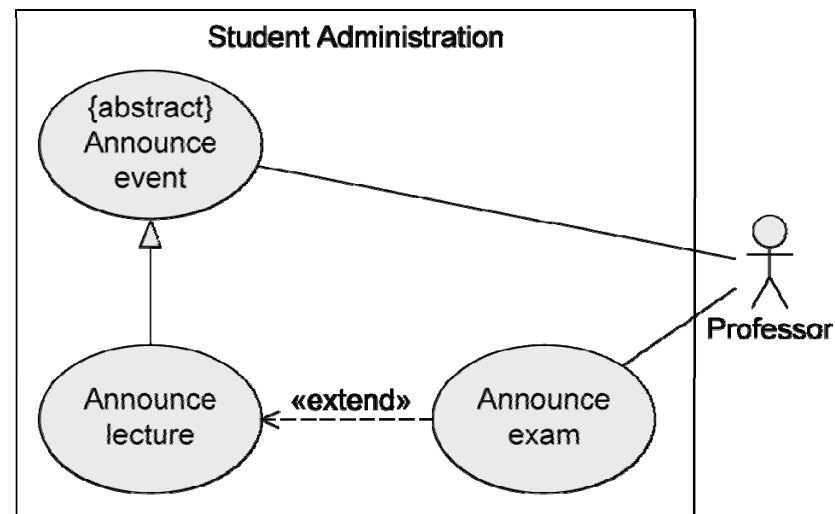 Student Administration
{abstract}
Announce
event
Professor
Announce
lecture
«extend»
Announce
exam